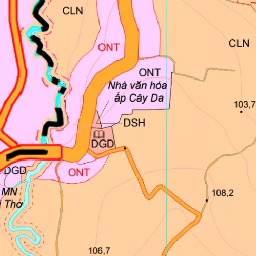 CLN
CLN
ONT
ONT
Nhà văn hóa
ấp Cây Da
103,7
DSH
DGD
DGD
ONT
MN
Thơ
108,2
106,7